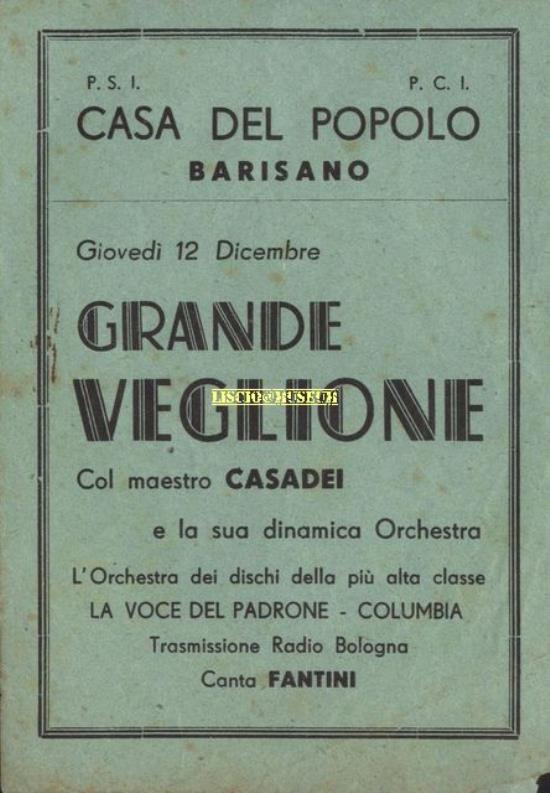 P. S. I. P. C. I.
CASA DEL POPOLO
BARISANO
Giovedì 12 Dicembre
GRANDE
VEGLIONE
LISCIO@MUSEUM
Col maestro CASADEI
e la sua dinamica Orchestra
L'Orchestra dei dischi della più alta classe
LA VOCE DEL PADRONE - COLUMBIA
Trasmissione Radio Bologna
Canta FANTINI